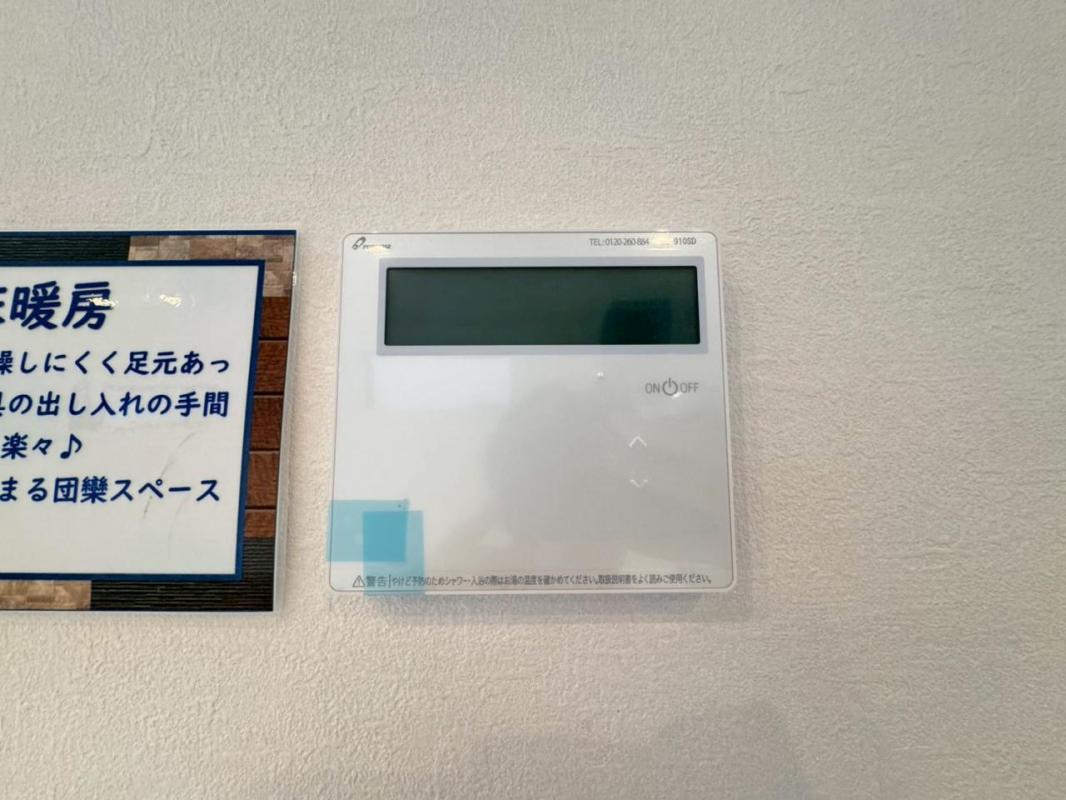 暖房
燥しにくく足元あっ
の出し入れの手間
楽々♪
まる団欒スペース
TEL:0120-260-884
910SD
ON OFF
警告 やけど予防のためシャワー・入浴の際はお湯の温度を確かめてください。取扱説明書をよく読みご使用ください。